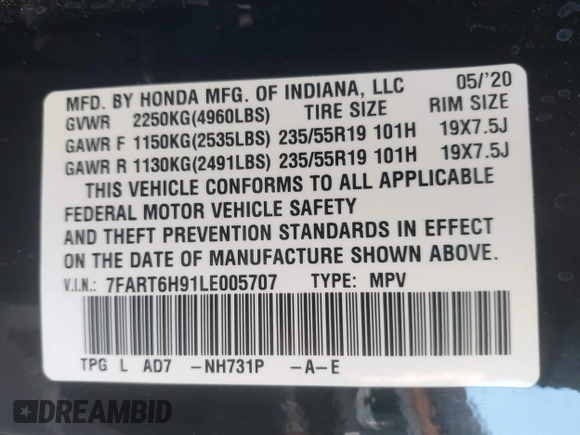 MFD. BY HONDA MFG. OF INDIANA, LLC 05/'20
GVWR 2250KG(4960LBS) TIRE SIZE RIM SIZE
GAWR F 1150KG(2535LBS) 235/55R19 101H 19X7.5J
GAWR R 1130KG(2491LBS) 235/55R19 101H 19X7.5J
THIS VEHICLE CONFORMS TO ALL APPLICABLE
FEDERAL MOTOR VEHICLE SAFETY
AND THEFT PREVENTION STANDARDS IN EFFECT
ON THE DATE OF MANUFACTURE SHOWN ABOVE.
V.I.N.: 7FART6H91LE005707 TYPE: MPV
TPG L AD7 -NH731P -A-E
DREAMBID